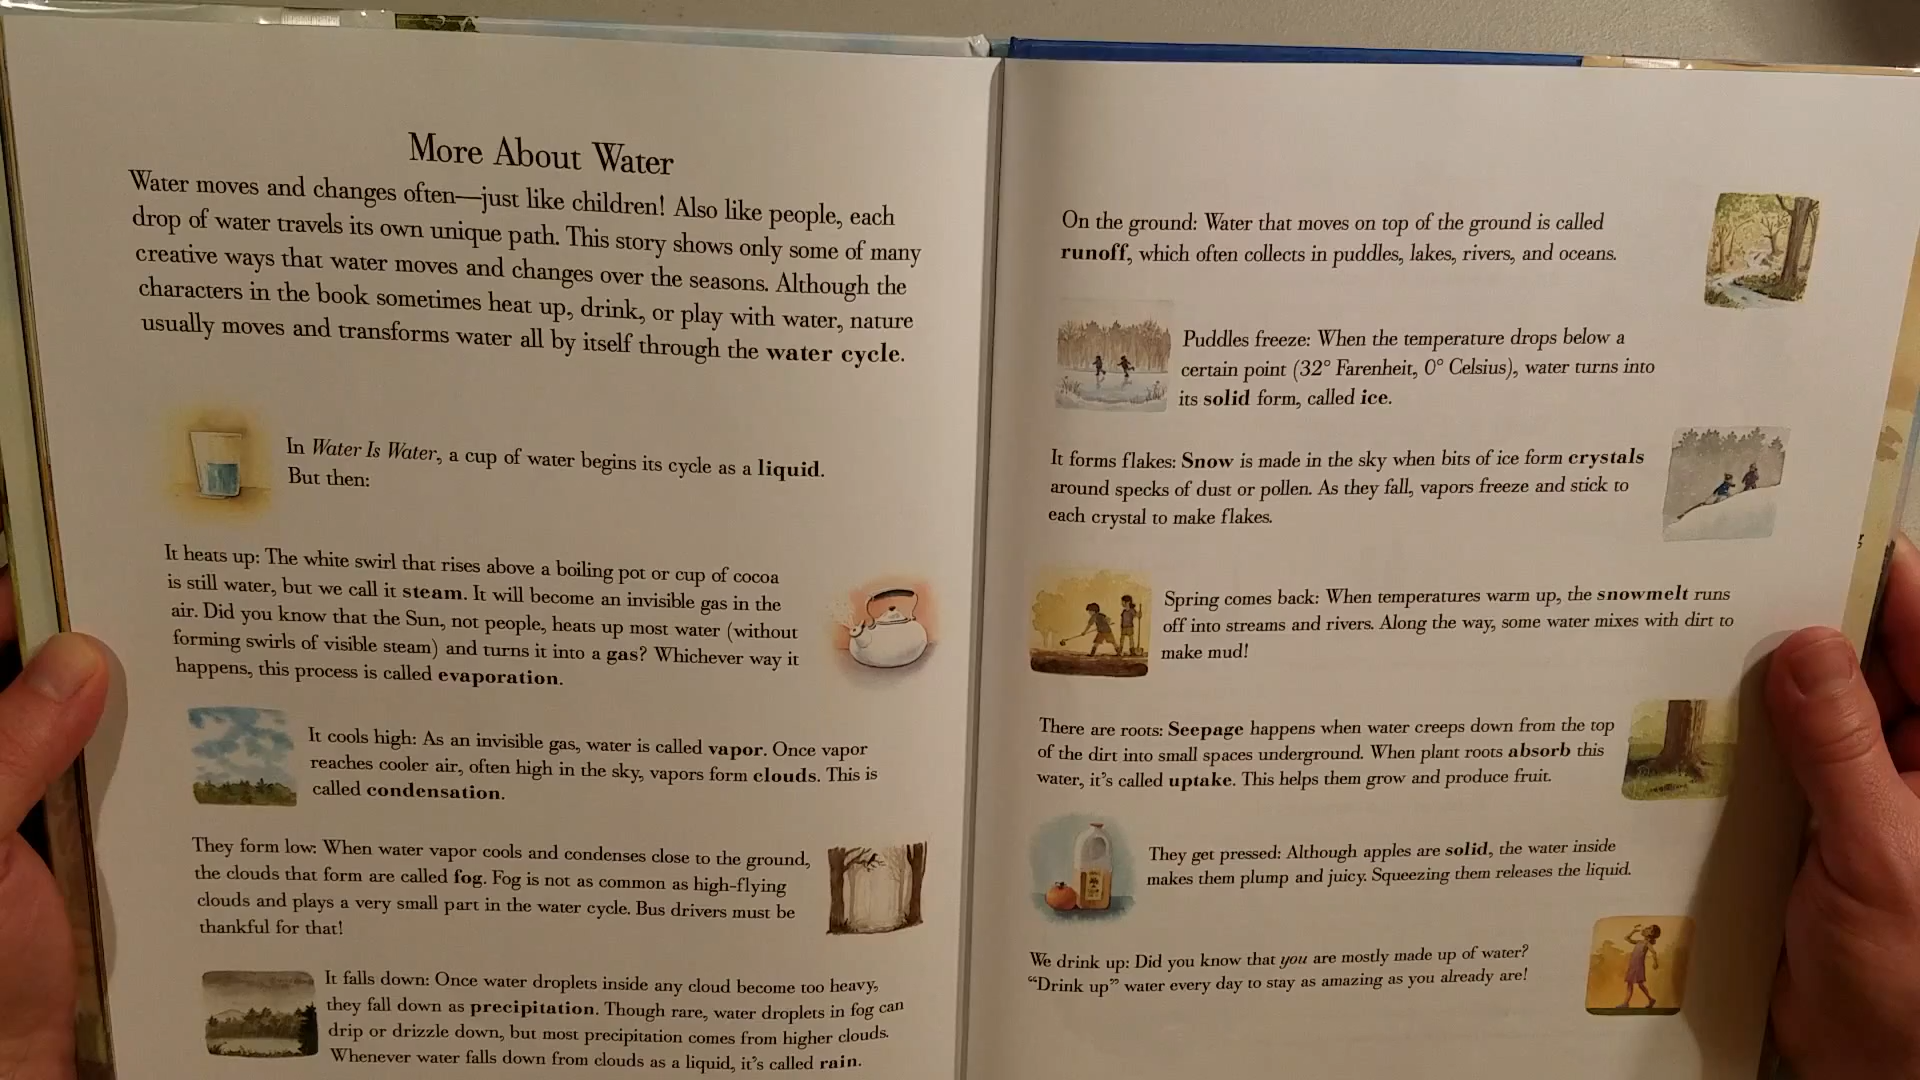 More About Water
Water moves and changes often—just like children! Also like people, each
drop of water travels its own unique path. This story shows only some of many
creative ways that water moves and changes over the seasons. Although the
characters in the book sometimes heat up, drink, or play with water, nature
usually moves and transforms water all by itself through the water cycle.
In Water Is Water, a cup of water begins its cycle as a liquid.
But then:
It heats up: The white swirl that rises above a boiling pot or cup of cocoa
is still water, but we call it steam. It will become an invisible gas in the
air. Did you know that the Sun, not people, heats up most water (without
forming swirls of visible steam) and turns it into a gas? Whichever way it
happens, this process is called evaporation.
It cools high: As an invisible gas, water is called vapor. Once vapor
reaches cooler air, often high in the sky, vapors form clouds. This is
called condensation.
They form low: When water vapor cools and condenses close to the ground,
the clouds that form are called fog. Fog is not as common as high-flying
clouds and plays a very small part in the water cycle. Bus drivers must be
thankful for that!
It falls down: Once water droplets inside any cloud become too heavy,
they fall down as precipitation. Though rare, water droplets in fog can
drip or drizzle down, but most precipitation comes from higher clouds.
Whenever water falls down from clouds as a liquid, it's called rain.
On the ground: Water that moves on top of the ground is called
runoff, which often collects in puddles, lakes, rivers, and oceans.
Puddles freeze: When the temperature drops below a
certain point (32° Farenheit, 0° Celsius), water turns into
its solid form, called ice.
It forms flakes: Snow is made in the sky when bits of ice form crystals
around specks of dust or pollen. As they fall, vapors freeze and stick to
each crystal to make flakes.
Spring comes back: When temperatures warm up, the snowmelt runs
off into streams and rivers. Along the way, some water mixes with dirt to
make mud!
There are roots: Seepage happens when water creeps down from the top
of the dirt into small spaces underground. When plant roots absorb this
water, it's called uptake. This helps them grow and produce fruit.
They get pressed: Although apples are solid, the water inside
makes them plump and juicy. Squeezing them releases the liquid.
We drink up: Did you know that you are mostly made up of water?
“Drink up” water every day to stay as amazing as you already are!